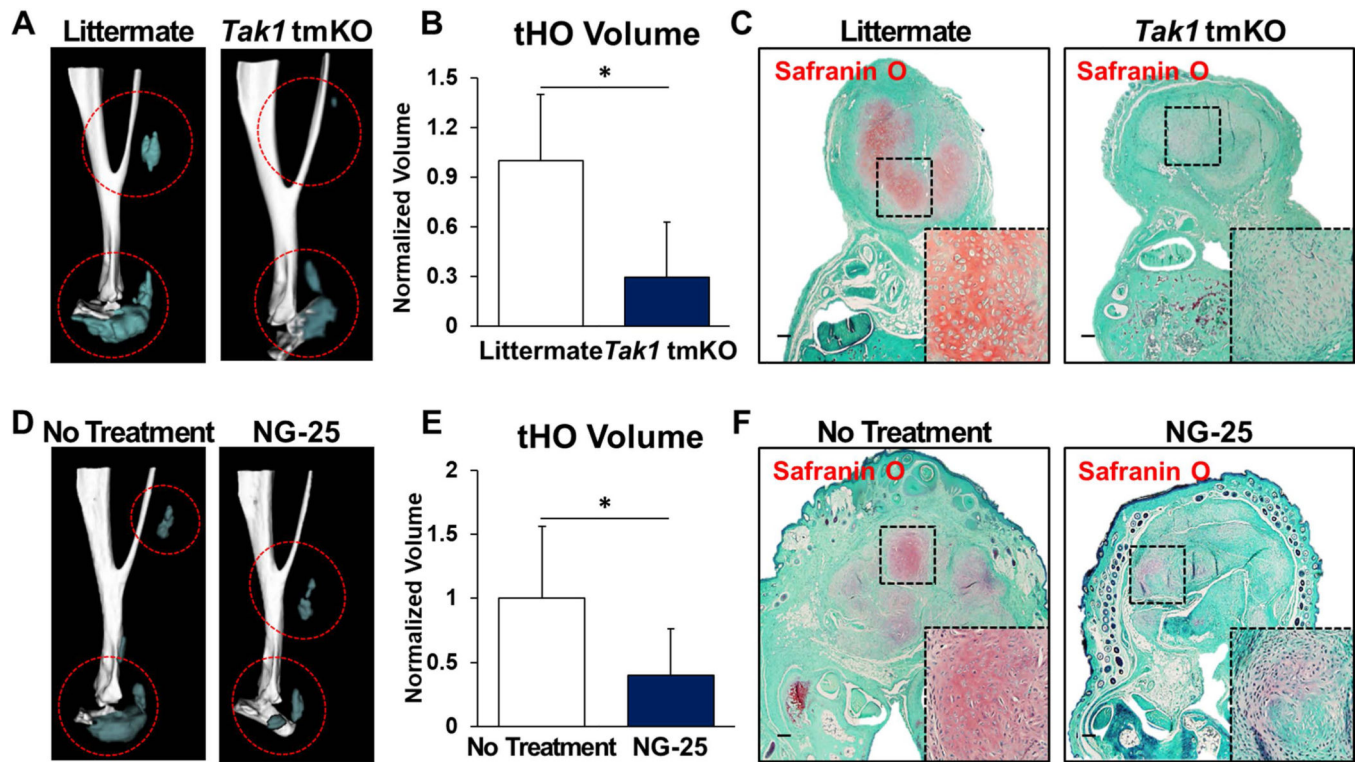 A
Littermate
Tak1 tmKO
B
tHO Volume
*
Normalized Volume
1.5
1.2
0.9
0.3
0
Littermate
Tak1 tmKO
C
Littermate
Tak1 tmKO
Safranin O
Safranin O
D
No Treatment
NG-25
E
tHO Volume
*
Normalized Volume
2
1.5
1
0.5
0
No Treatment
NG-25
F
No Treatment
NG-25
Safranin O
Safranin O